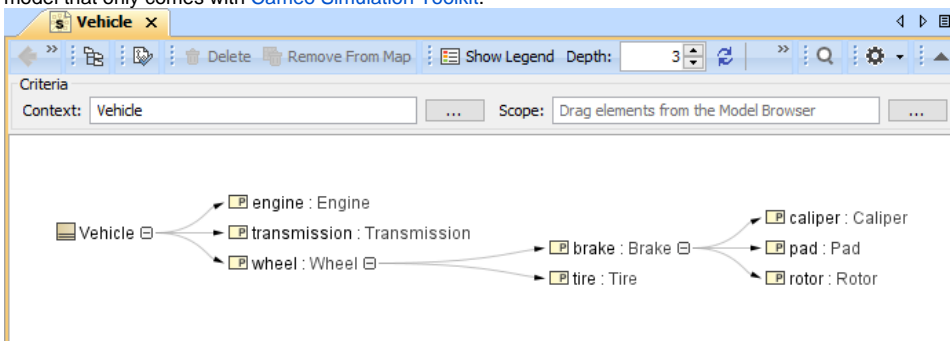 model that only comes with Cameo Simulation Toolkit.
s Vehicle ×
» Delete Remove From Map Show Legend Depth: 3 »
Criteria
Context: Vehicle ... Scope: Drag elements from the Model Browser ...
P engine : Engine
P caliper : Caliper
Vehicle P transmission : Transmission P brake : Brake P pad : Pad
P wheel : Wheel P tire : Tire P rotor : Rotor